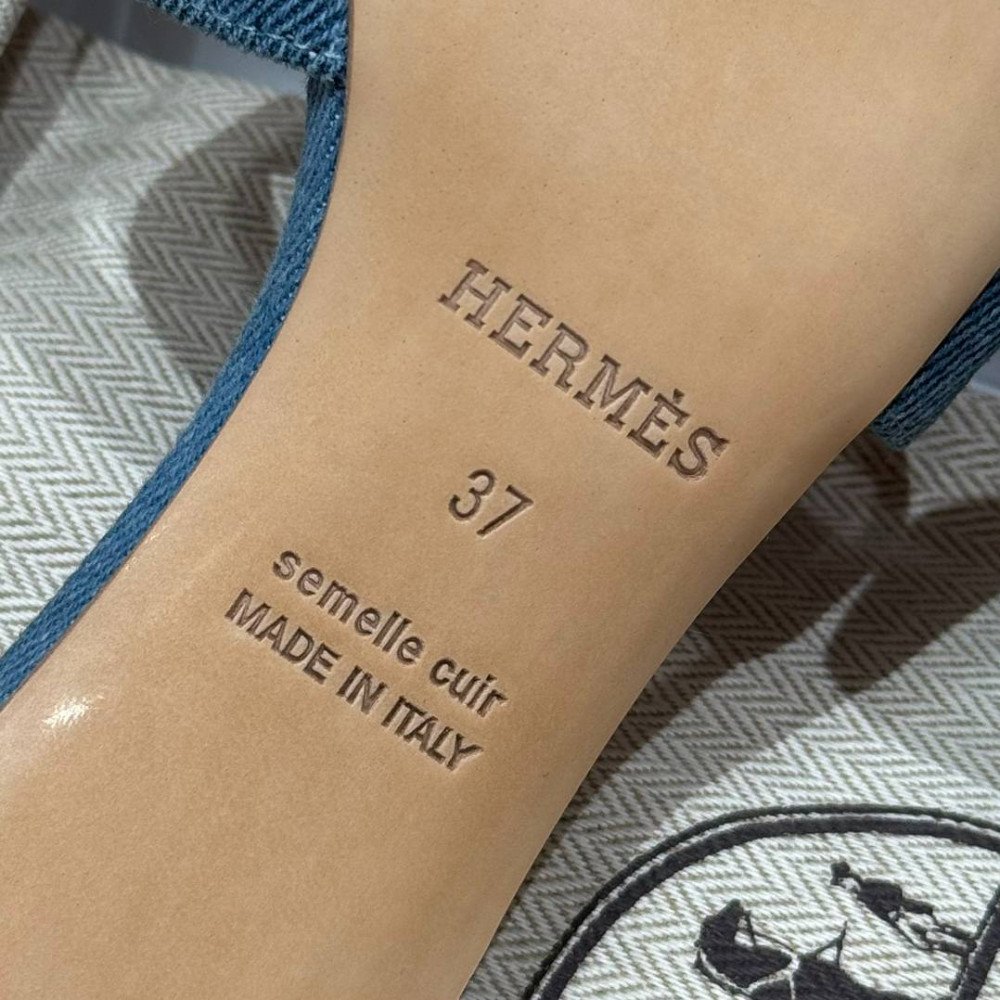 HERMÈS
37
semelle cuir
MADE IN ITALY